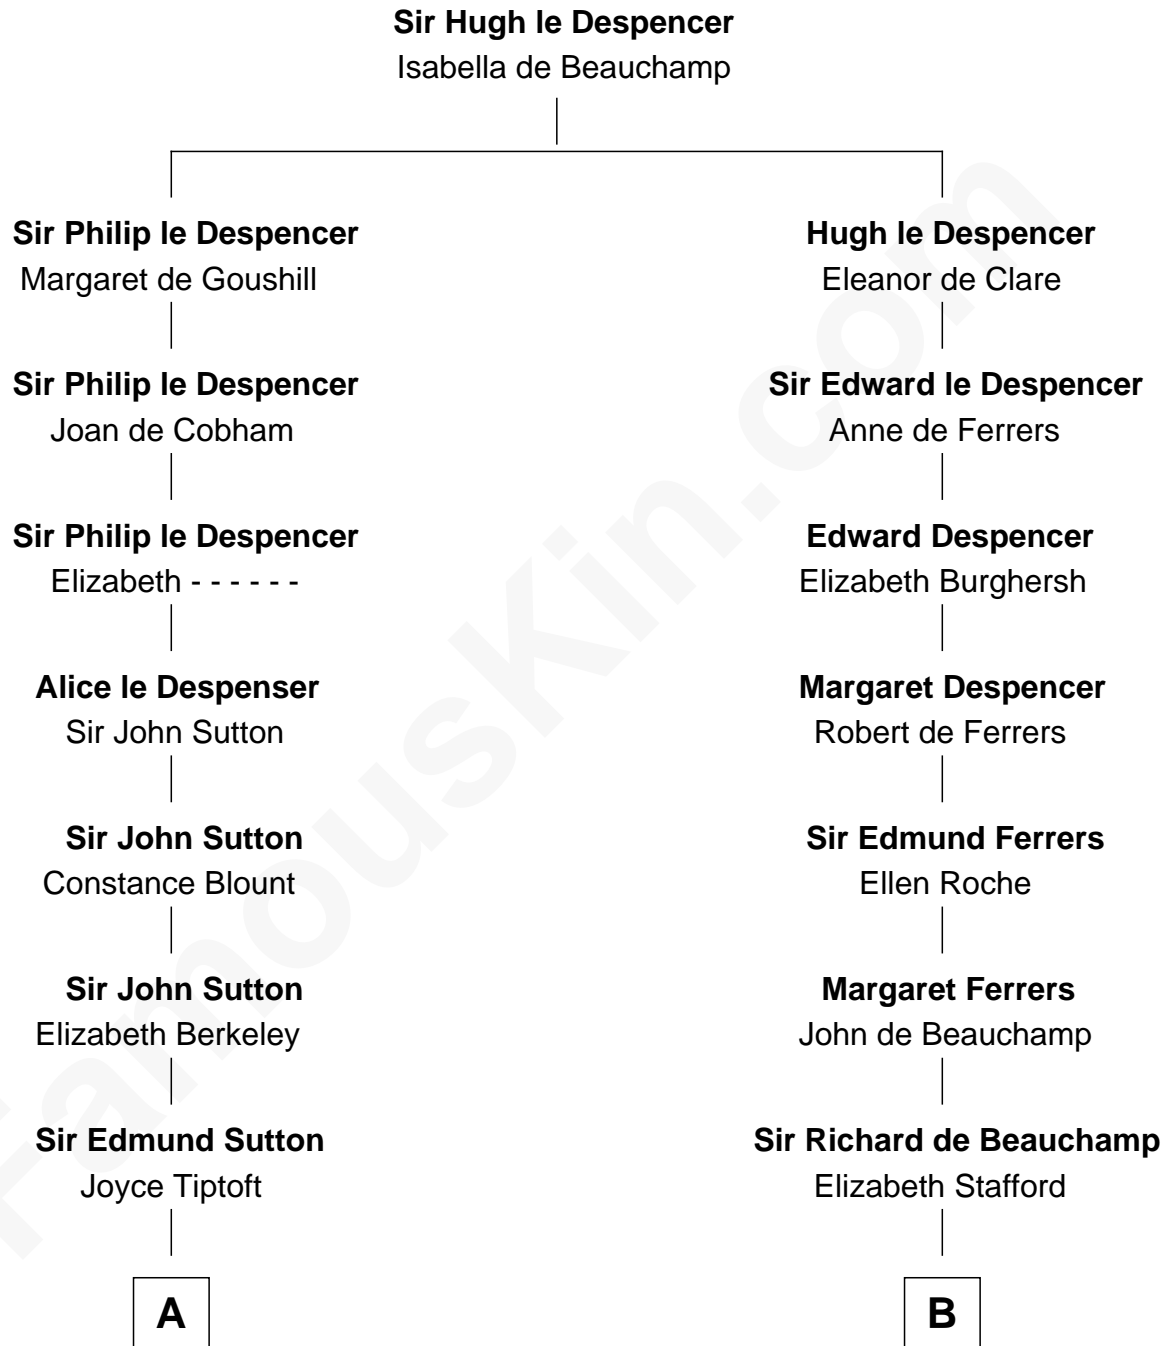 Sir Hugh le Despencer
Isabella de Beauchamp
Sir Philip le Despencer
Margaret de Goushill
Hugh le Despencer
Eleanor de Clare
Sir Philip le Despencer
Joan de Cobham
Sir Edward le Despencer
Anne de Ferrers
Sir Philip le Despencer
Elizabeth - - - - - -
Edward Despencer
Elizabeth Burghersh
Alice le Despenser
Sir John Sutton
Margaret Despencer
Robert de Ferrers
Sir John Sutton
Constance Blount
Sir Edmund Ferrers
Ellen Roche
Sir John Sutton
Elizabeth Berkeley
Margaret Ferrers
John de Beauchamp
Sir Edmund Sutton
Joyce Tiptoft
Sir Richard de Beauchamp
Elizabeth Stafford
A
B
FamousKin.com